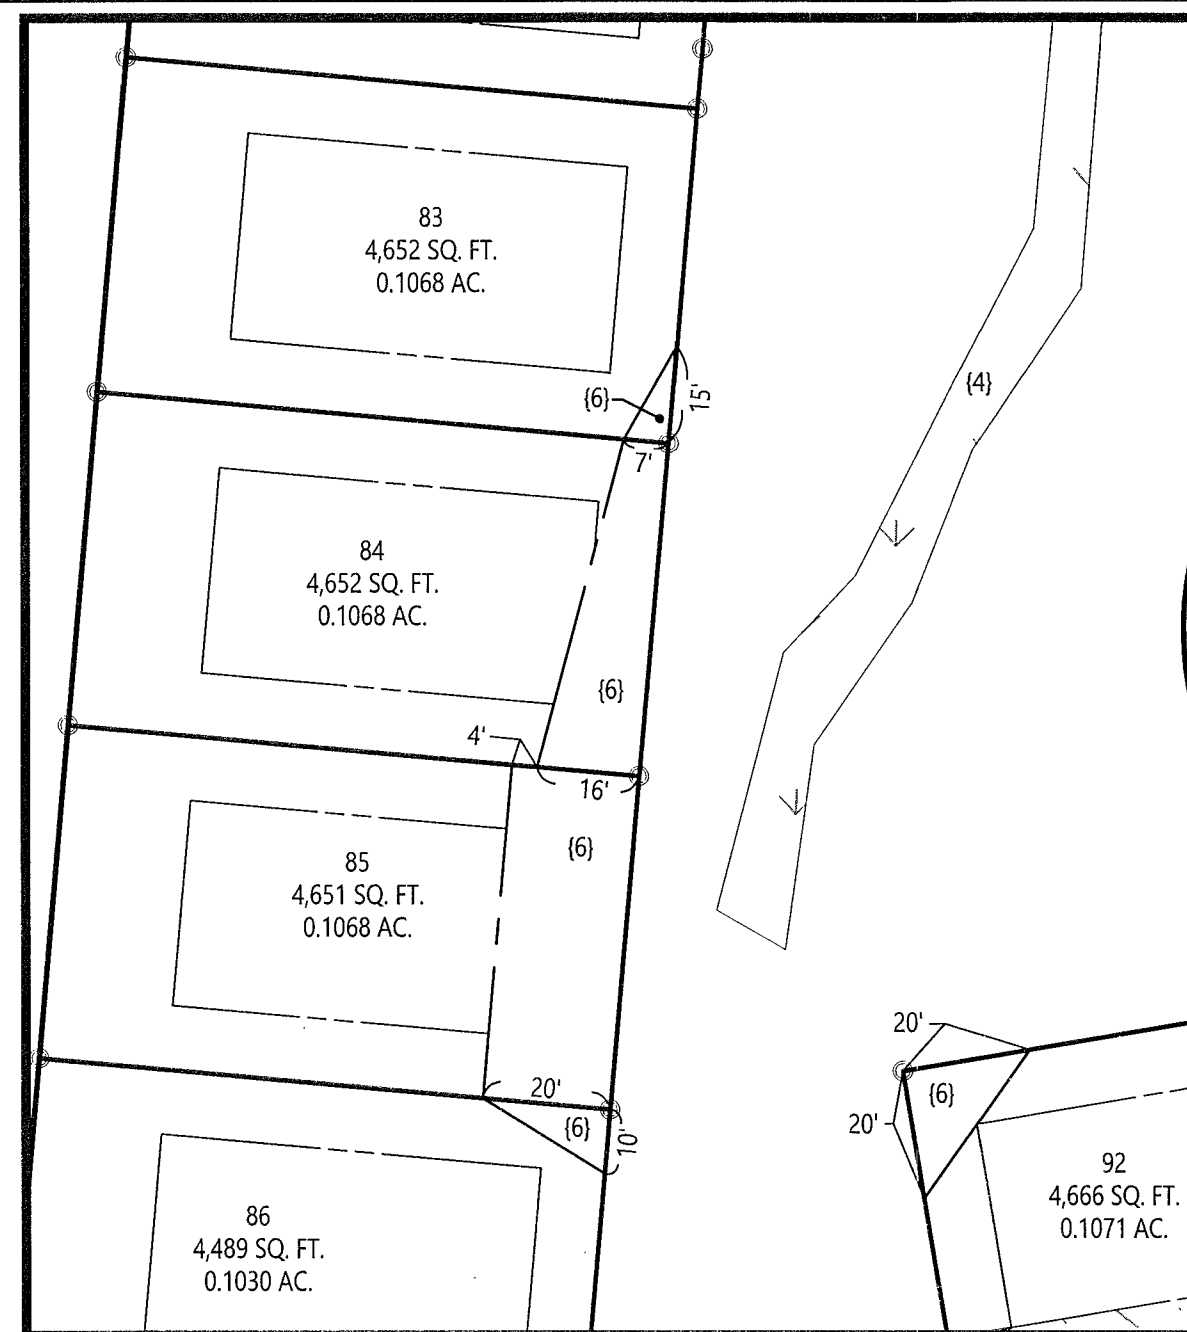 83
4,652 SQ. FT.
0.1068 AC.
{4}
{6}
15'
7'
84
4,652 SQ. FT.
0.1068 AC.
{6}
4'
16'
{6}
85
4,651 SQ. FT.
0.1068 AC.
20'
{6}
10'
20'
{6}
20'
86
4,489 SQ. FT.
0.1030 AC.
92
4,666 SQ. FT.
0.1071 AC.